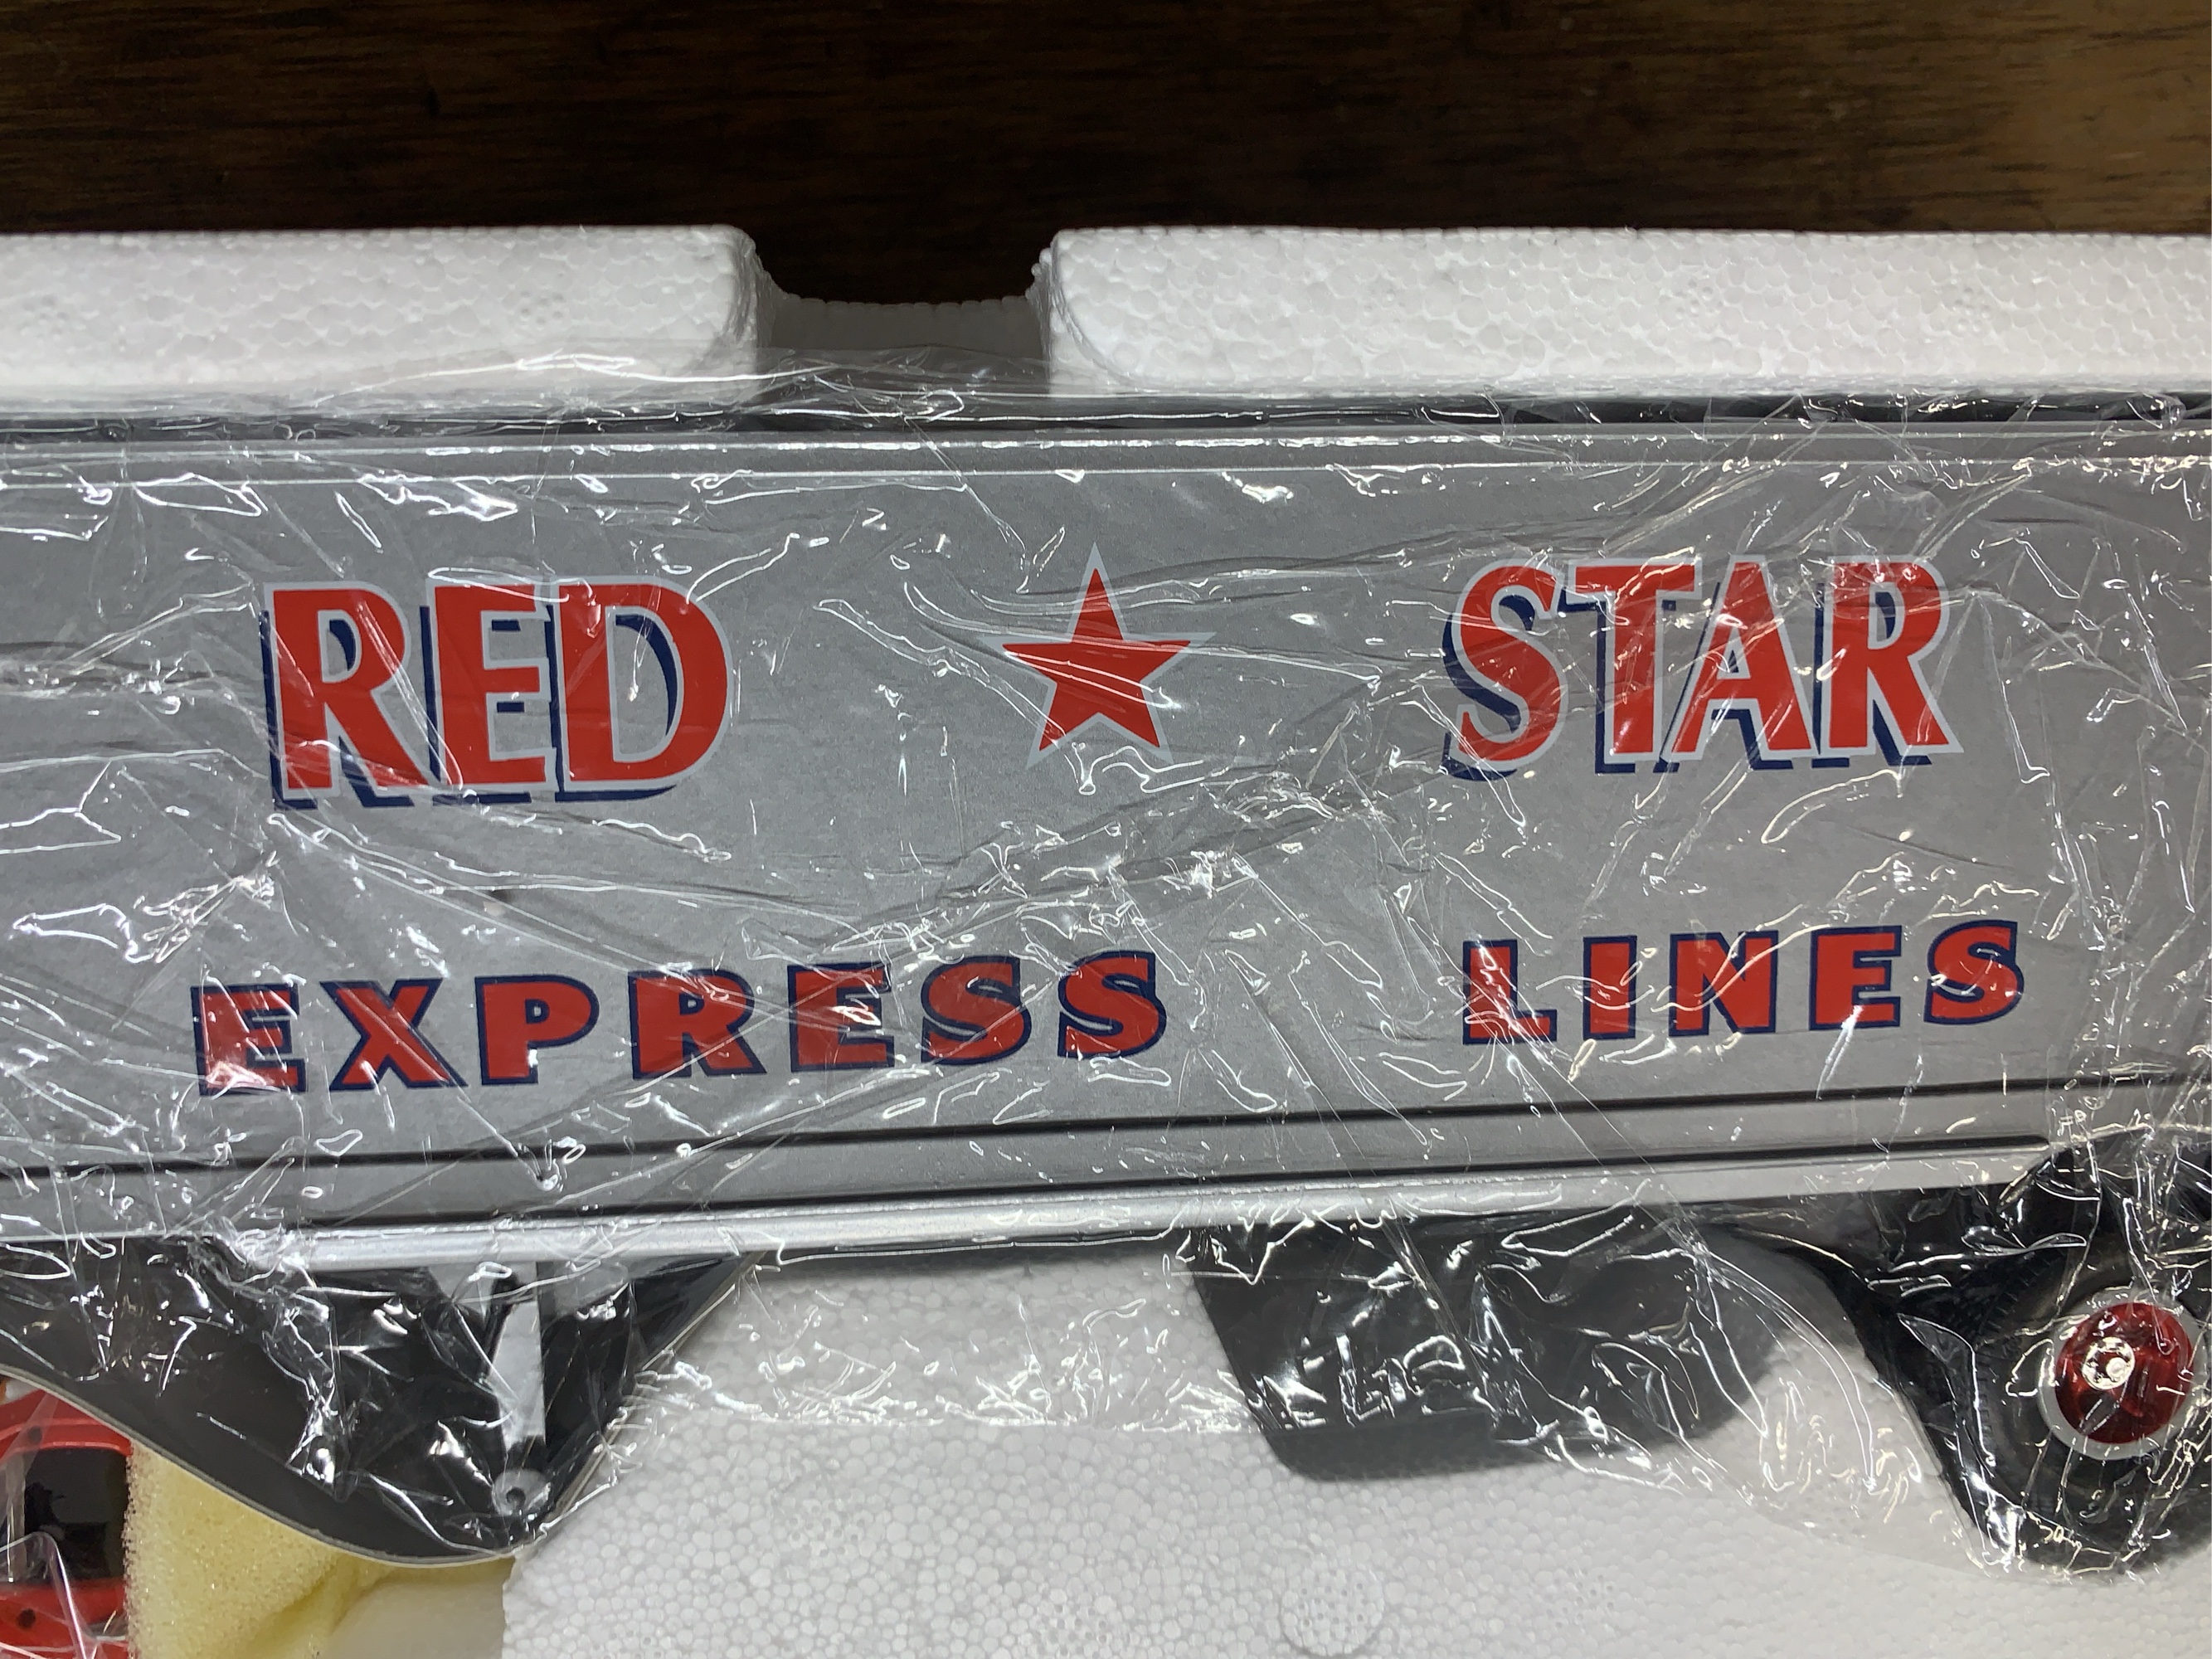 RED ★ STAR
EXPRESS LINES